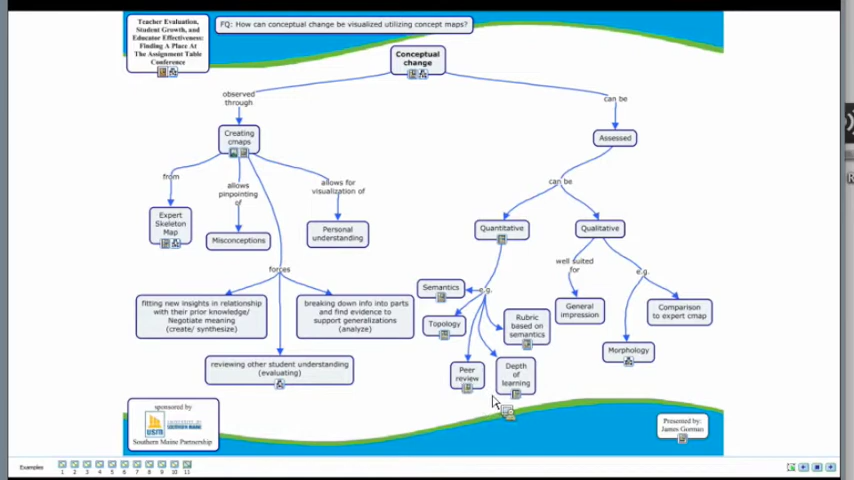 Teacher Evaluation,
Student Growth, and
Educator Effectiveness:
Finding A Place At
The Assignment Table
Conference
FQ: How can conceptual change be visualized utilizing concept maps?
Conceptual
change
observed
through
can be
Creating
cmaps
Assessed
from
allows
pinpointing
of
allows for
visualization of
can be
Expert
Skeleton
Map
Misconceptions
Personal
understanding
Quantitative
Qualitative
forces
well suited
for
e.g.
Semantics
e.g.
fitting new insights in relationship
with their prior knowledge/
Negotiate meaning
(create/ synthesize)
breaking down info into parts
and find evidence to
support generalizations
(analyze)
Topology
Rubric
based on
semantics
General
impression
Comparison
to expert cmap
reviewing other student understanding
(evaluating)
Peer
review
Depth
of
learning
Morphology
sponsored by
USM
Southern Maine Partnership
Presented by:
James Gorman
Examples
1 2 3 4 5 6 7 8 9 10 11